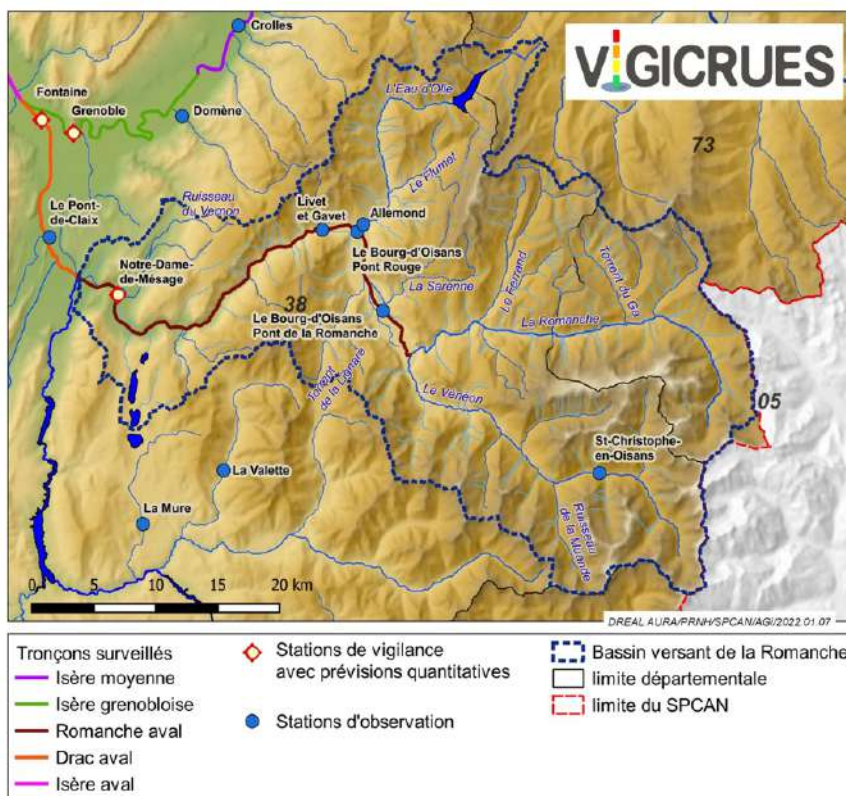 Crolles
VIGICRUES
Fontaine
Grenoble
Domène
L'Eau d'Olle
73
Le Pont-
de-Claix
Ruisseau
du Vernon
Livet
et Gavet
Allemond
Le Flumet
Notre-Dame-
de-Mésage
Le Bourg-d'Oisans
Pont Rouge
La Sarenne
Le Ferrand
Torrent du Ga
38
Le Bourg-d'Oisans
Pont de la Romanche
La Romanche
Torrent
de la Lignare
Le Vénéon
05
St-Christophe-
en-Oisans
La Valette
La Mure
Ruisseau
de la Muande
0 5 10 15 20 km
DREAL AURA/PRNH/SPCAN/AGi/2022.01.07
Tronçons surveillés
Isère moyenne
Isère grenobloise
Romanche aval
Drac aval
Isère aval
Stations de vigilance
avec prévisions quantitatives
Stations d'observation
Bassin versant de la Romanche
limite départementale
limite du SPCAN